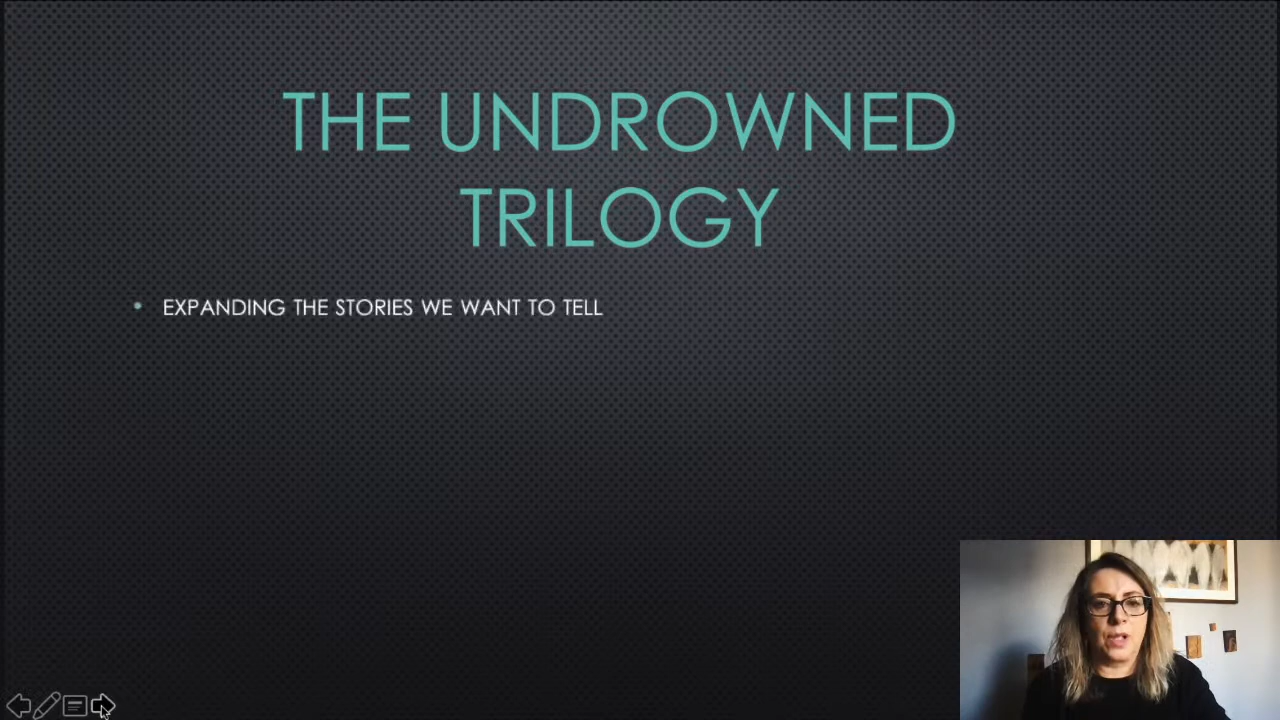 THE UNDROWNED
TRILOGY
• EXPANDING THE STORIES WE WANT TO TELL